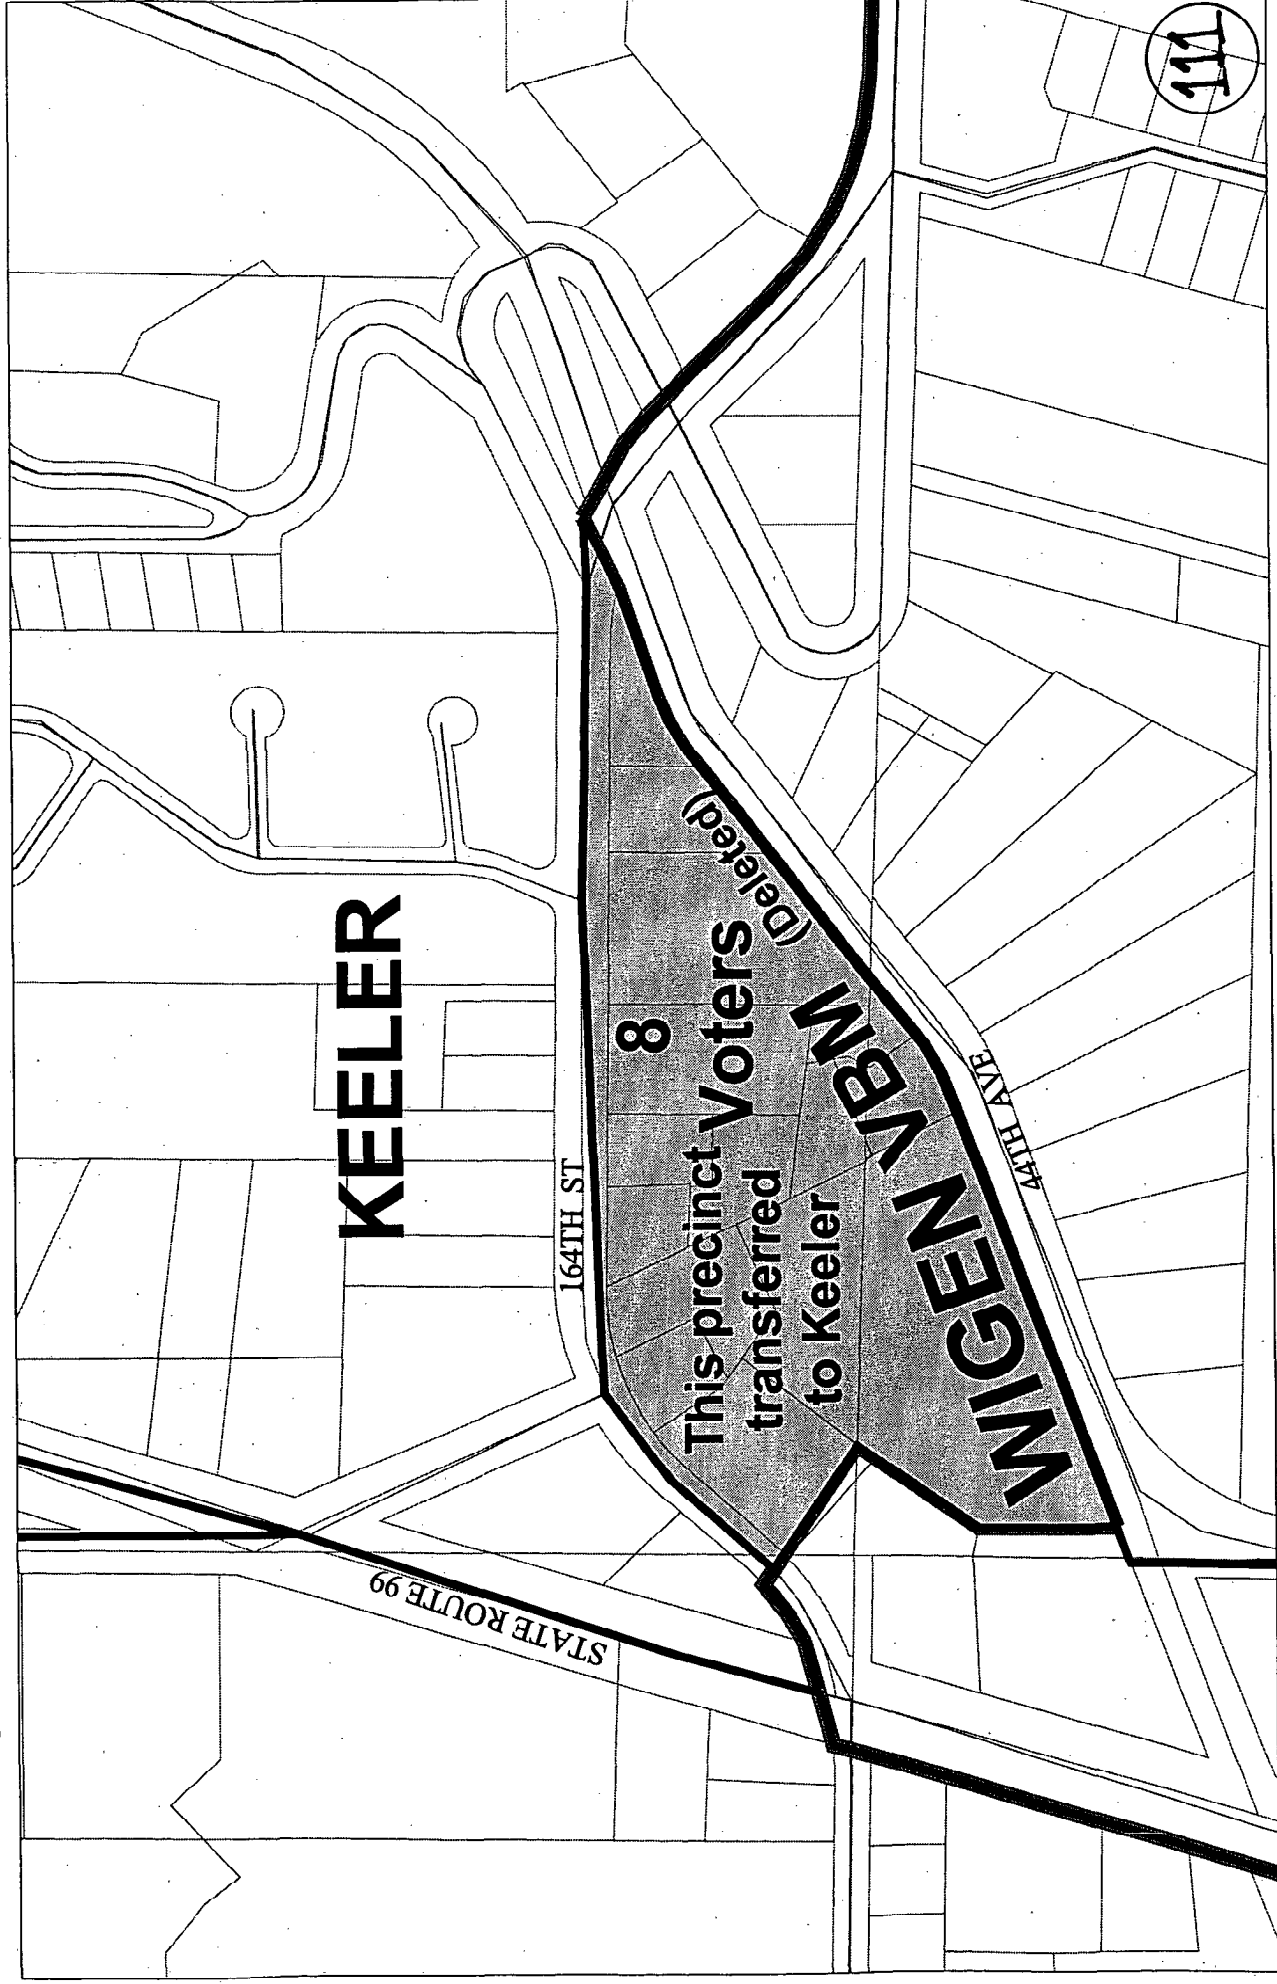 KEELER
STATE ROUTE 99
164TH ST
8
This precinct Voters
transferred
to Keeler
(Deleted)
WIGEN VBM
44TH AVE
111